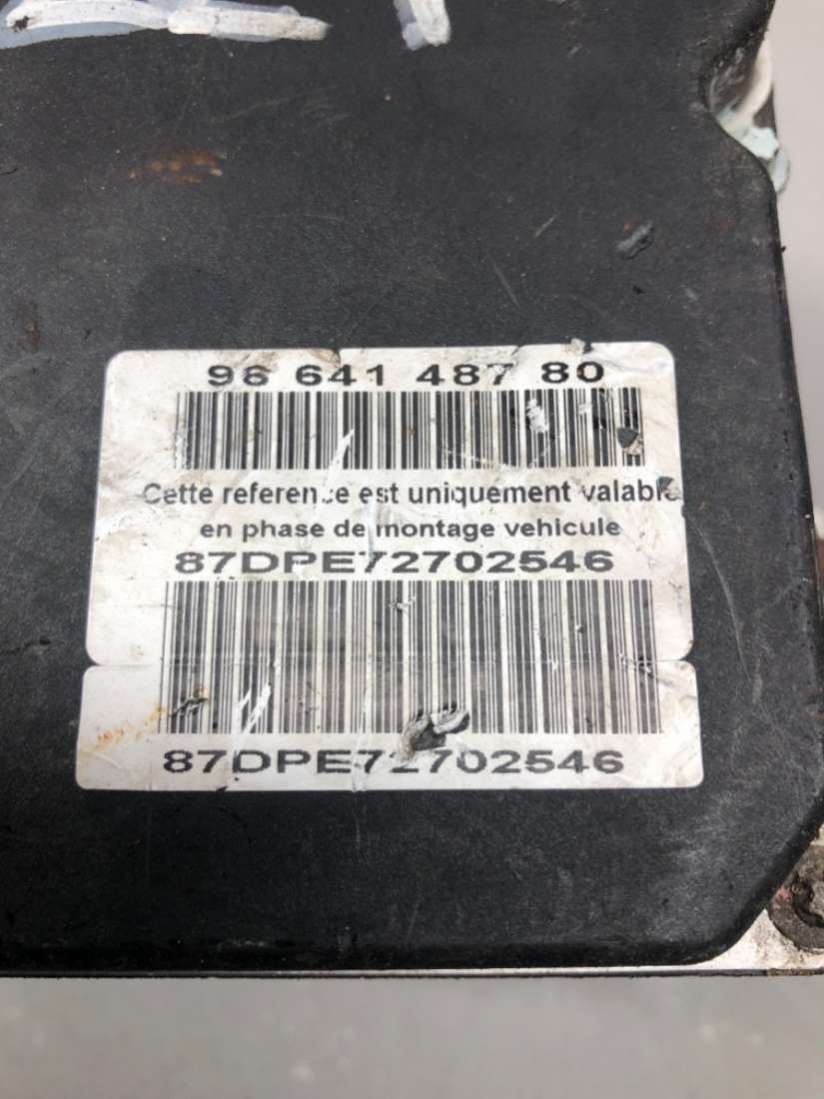 96 641 487 80
Cette reference est uniquement valable
en phase de montage vehicule
87DPE72702546
87DPE72702546